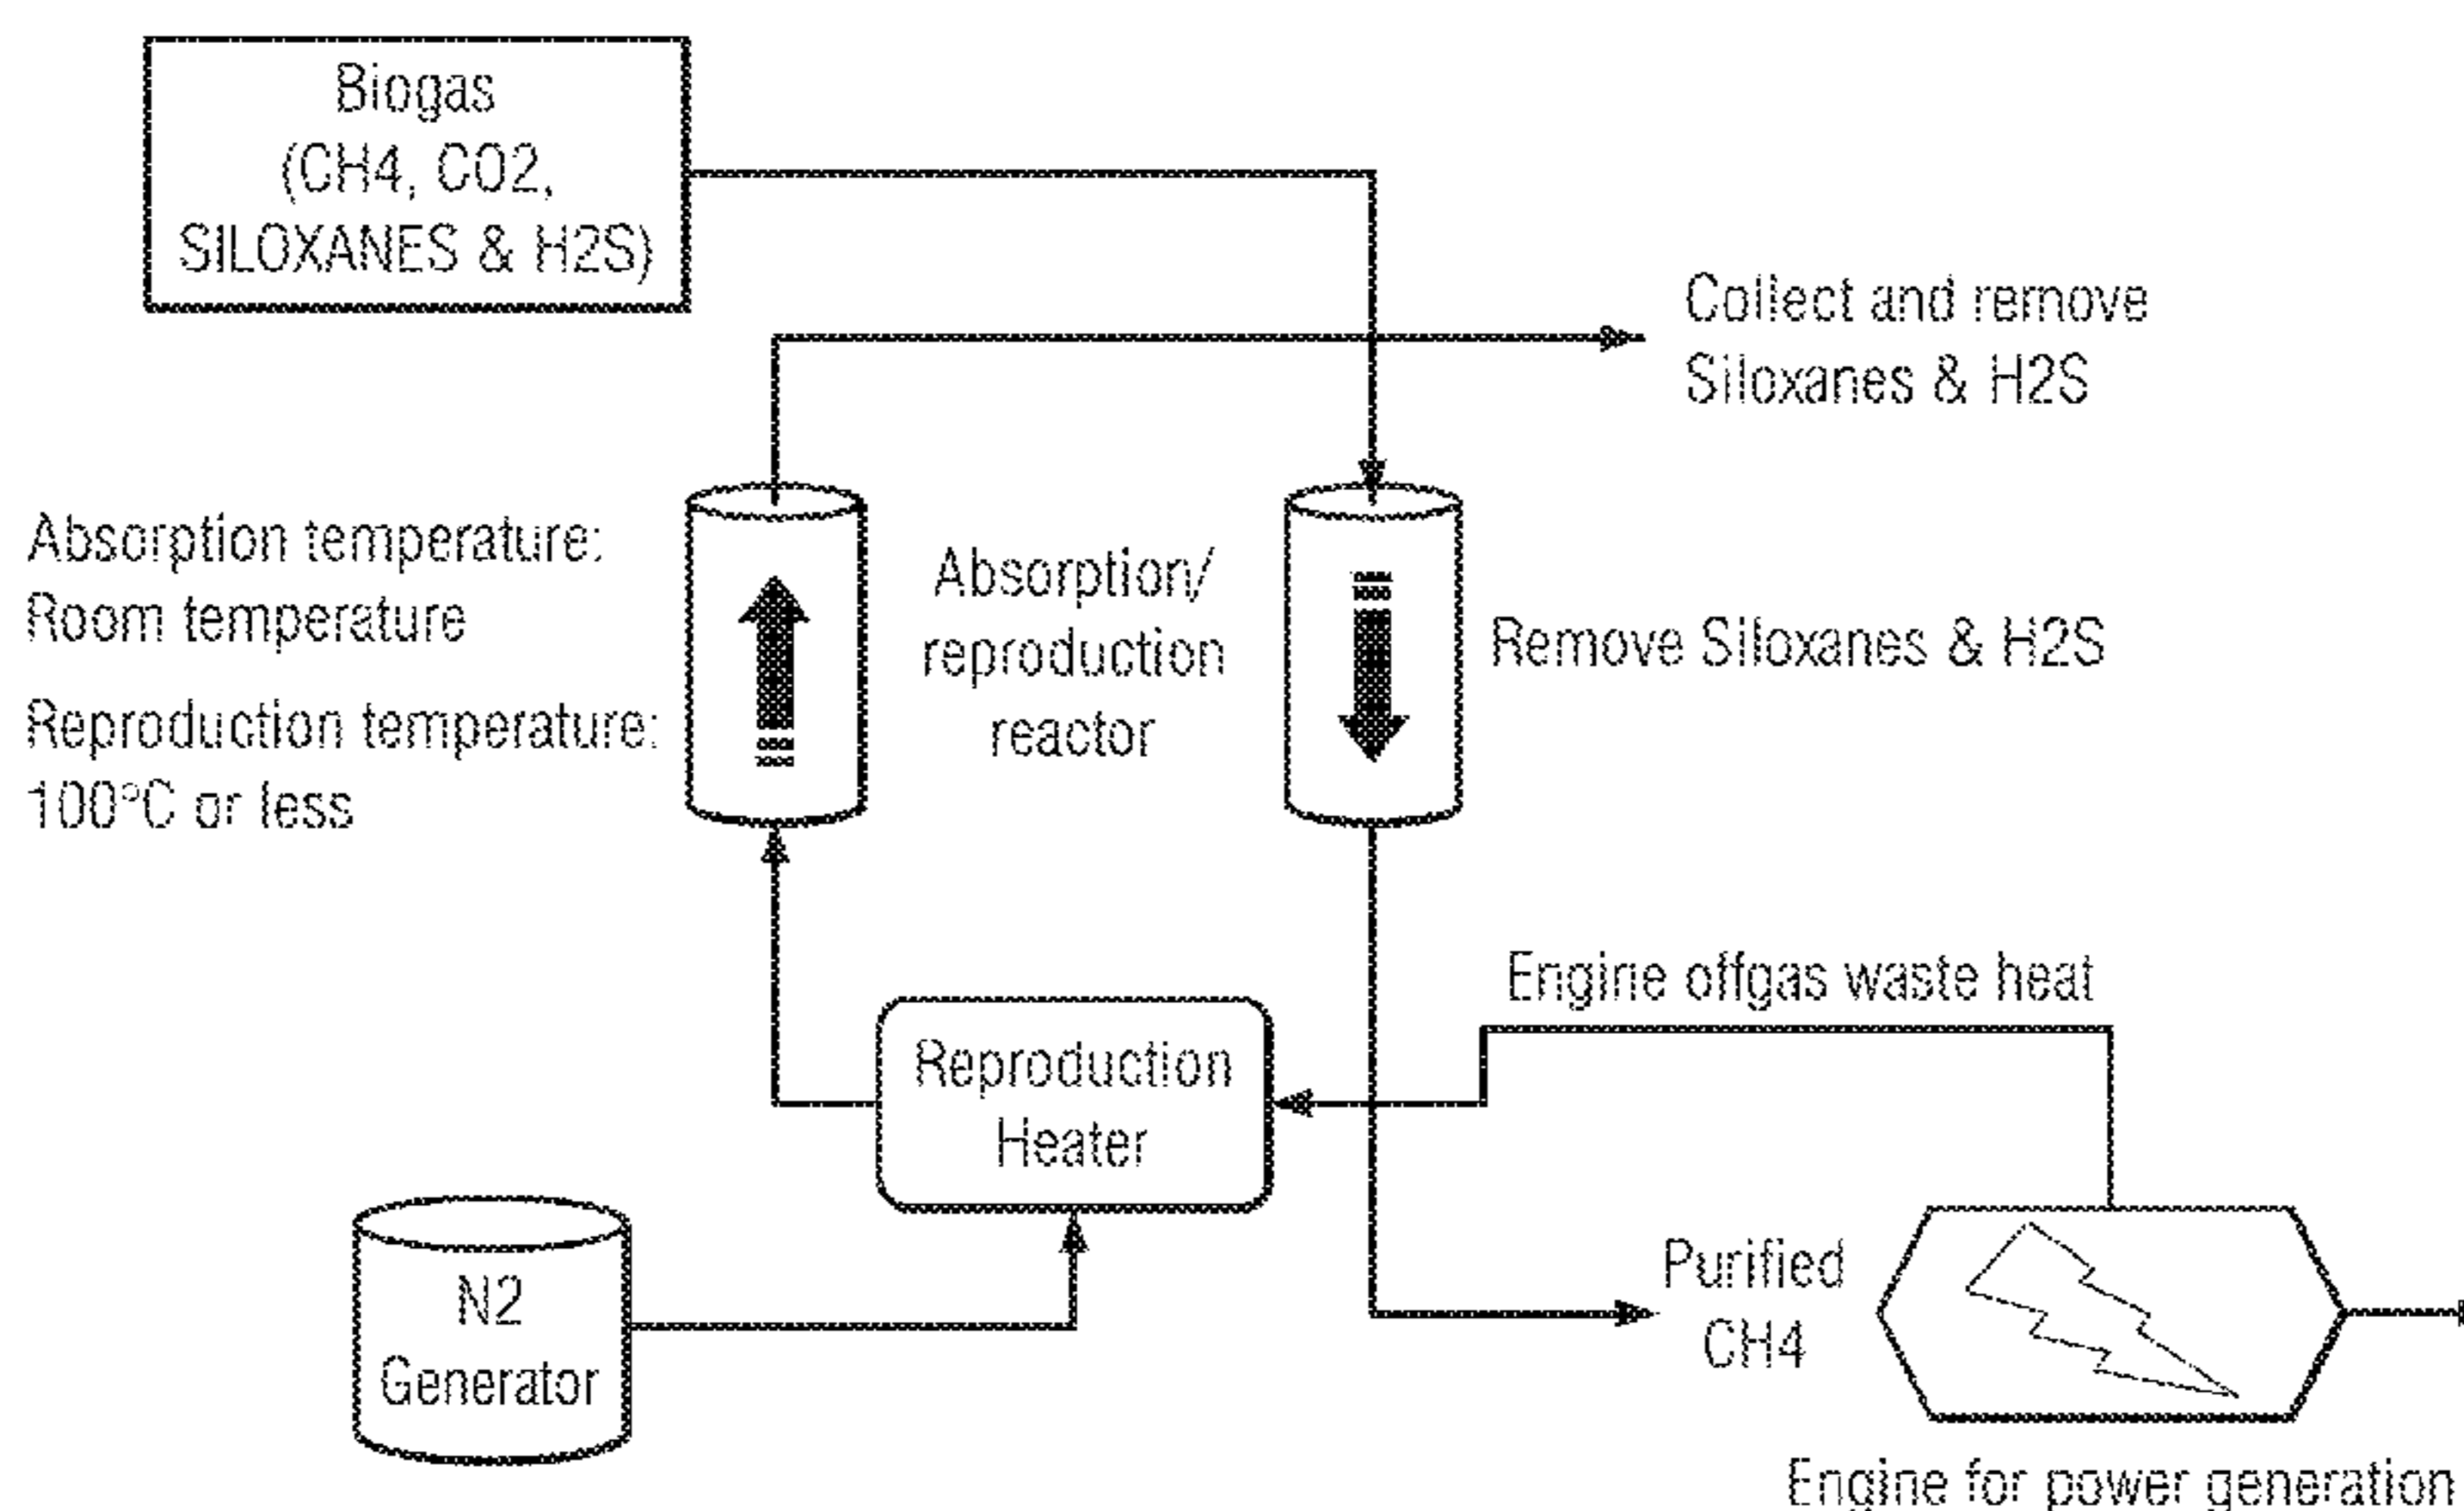 Biogas
(CH4, CO2,
SILOXANES & H2S)
Collect and remove
Siloxanes & H2S
Absorption temperature:
Room temperature
Reproduction temperature:
100°C or less
Absorption/
reproduction
reactor
Remove Siloxanes & H2S
Engine offgas waste heat
Reproduction
Heater
N2
Generator
Purified
CH4
Engine for power generation